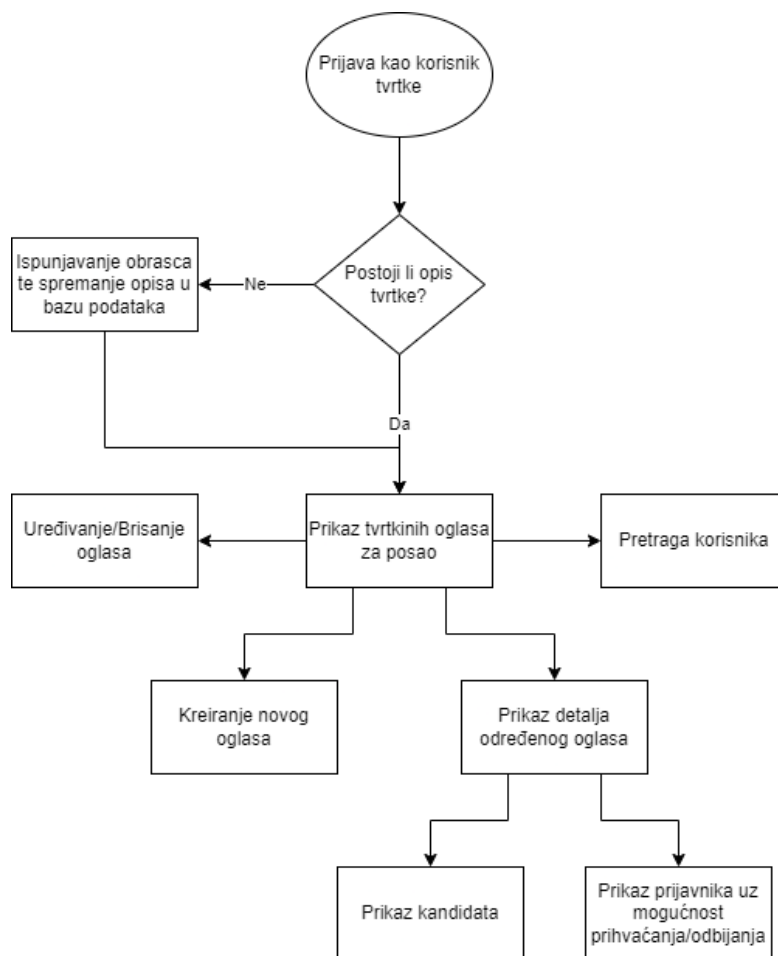 Prijava kao korisnik
tvrtke
Ispunjavanje obrasca
te spremanje opisa u
bazu podataka
Ne
Postoji li opis
tvrtke?
Da
Uređivanje/Brisanje
oglasa
Prikaz tvrtkinih oglasa
za posao
Pretraga korisnika
Kreiranje novog
oglasa
Prikaz detalja
određenog oglasa
Prikaz kandidata
Prikaz prijavnika uz
mogućnost
prihvaćanja/odbijanja